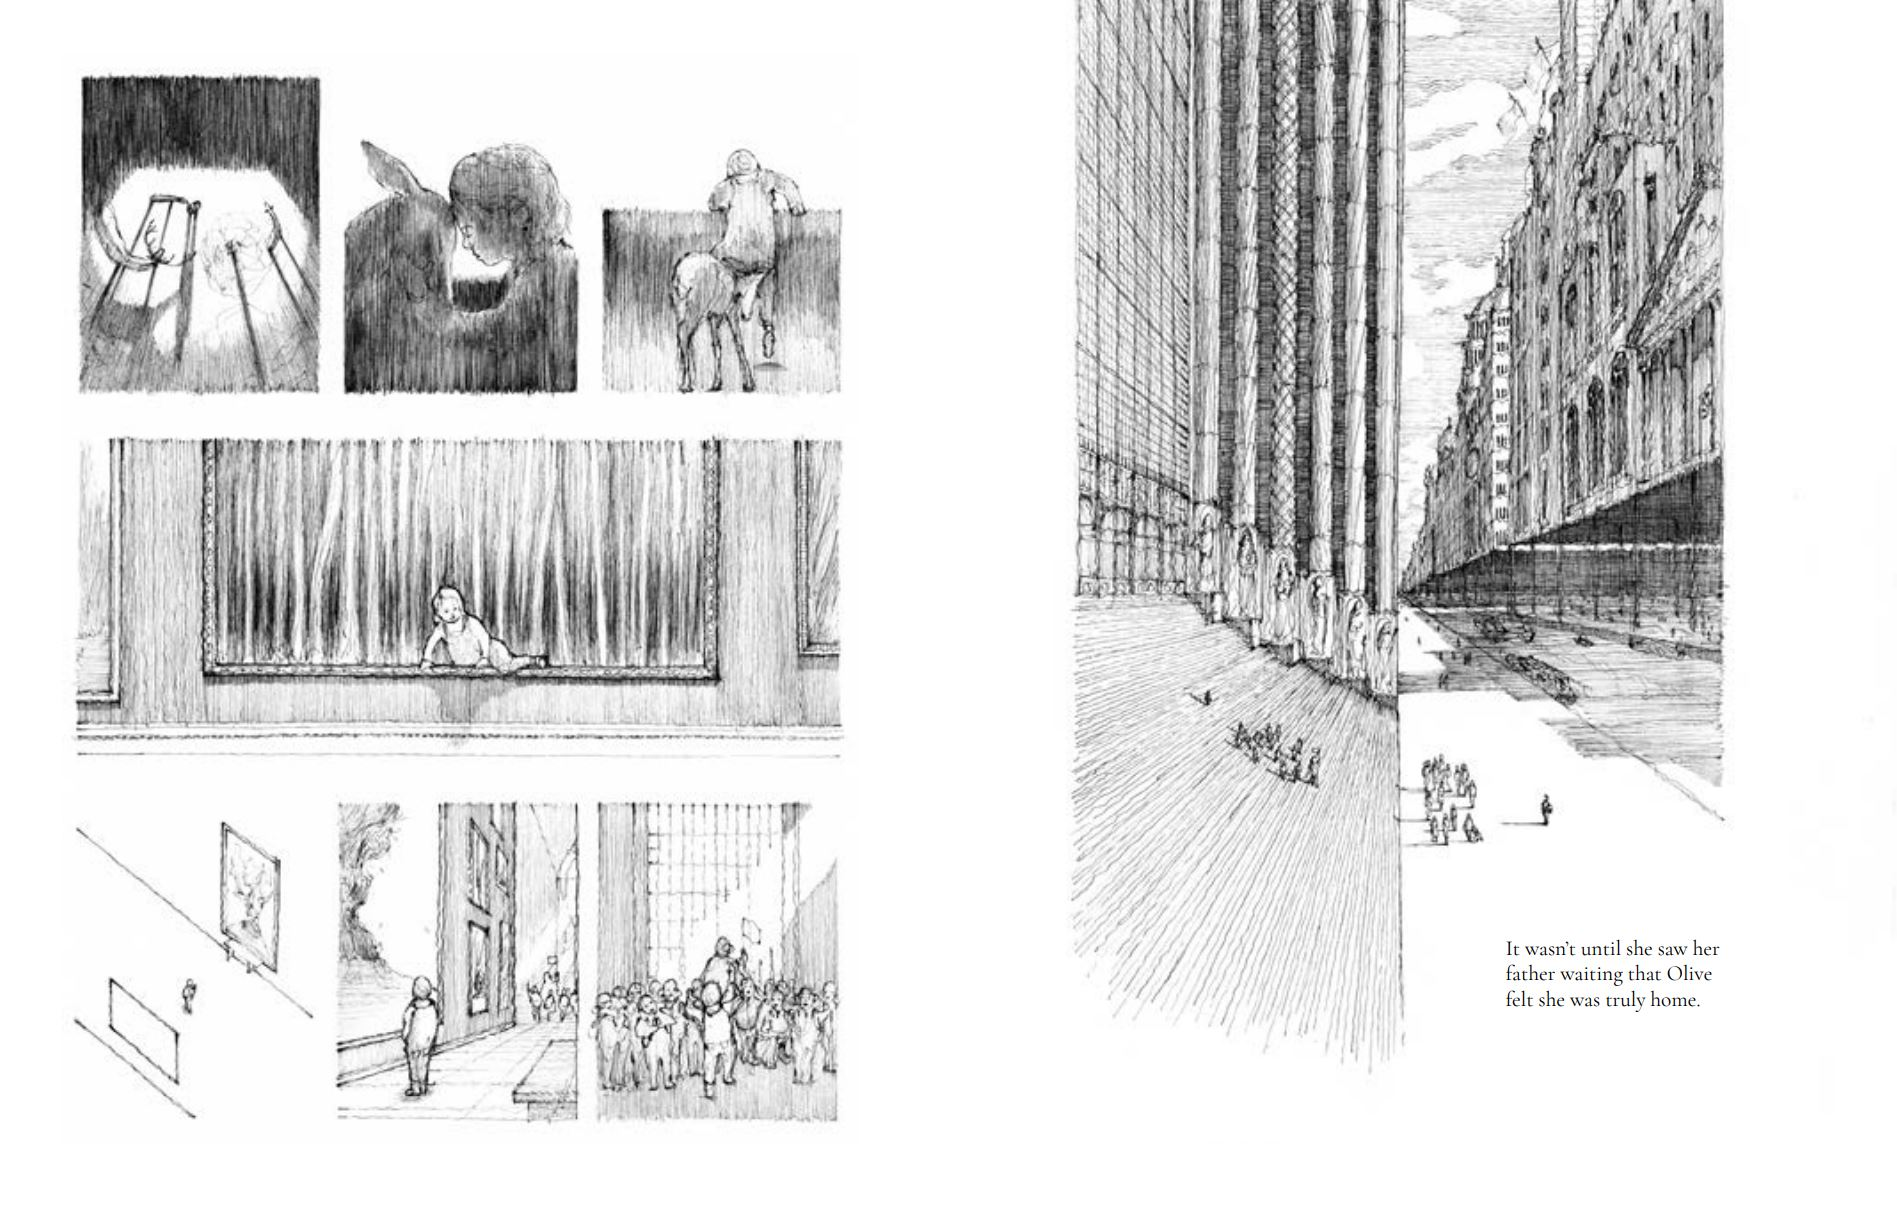 It wasn’t until she saw her
father waiting that Olive
felt she was truly home.